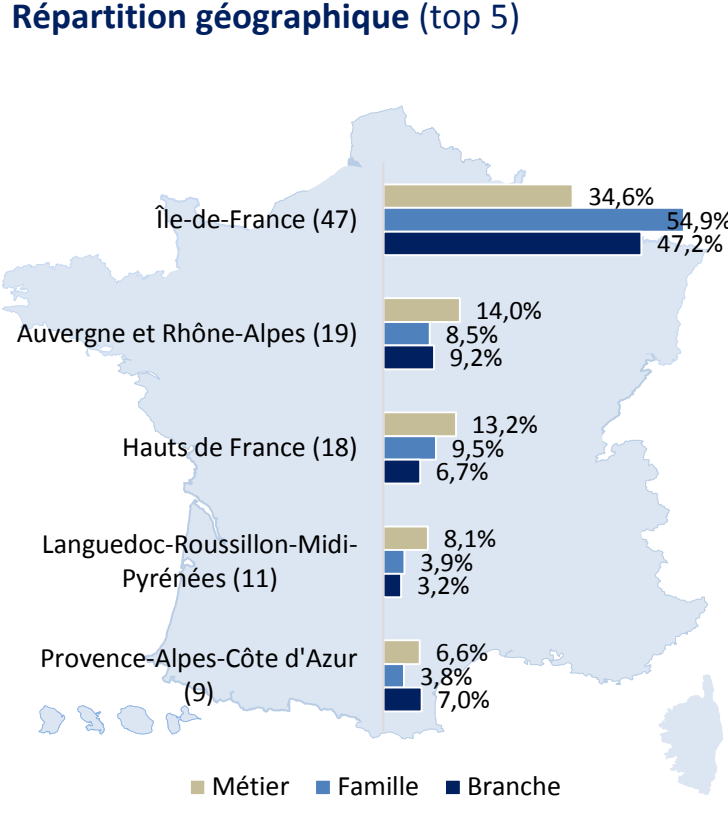 Répartition géographique (top 5)
Île-de-France (47)
34,6%
54,9%
47,2%
Auvergne et Rhône-Alpes (19)
14,0%
8,5%
9,2%
Hauts de France (18)
13,2%
9,5%
6,7%
Languedoc-Roussillon-Midi-
Pyrénées (11)
8,1%
3,9%
3,2%
Provence-Alpes-Côte d'Azur
(9)
6,6%
3,8%
7,0%
Métier Famille Branche